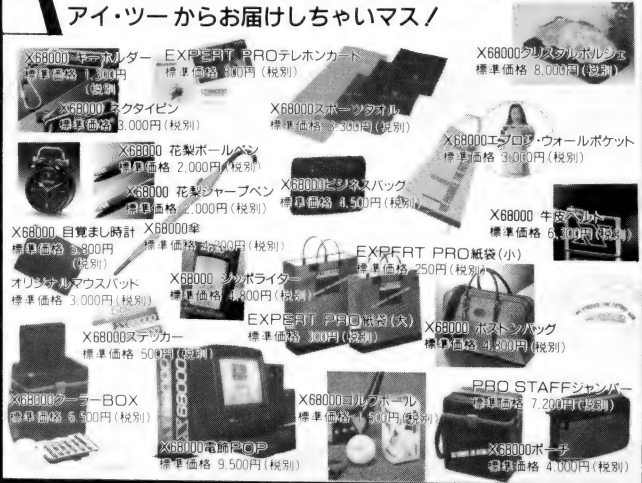 アイ・ツーからお届けしちゃいマス！
X68000 キーホルダー
標準価格 1,300円
(税別)
EXPERT PROテレホンカード
標準価格 800円(税別)
X68000クリスタルポルシェ
標準価格 8,000円(税別)
X68000 ネクタイピン
標準価格 3,000円(税別)
X68000スポーツタオル
標準価格 3,300円(税別)
X68000エプロン・ウォールポケット
標準価格 3,000円(税別)
X68000 花梨ボールペン
標準価格 2,000円(税別)
X68000 花梨シャープペン
標準価格 2,000円(税別)
X68000ビジネスバッグ
標準価格 4,500円(税別)
X68000 牛皮ベルト
標準価格 6,300円(税別)
X68000 目覚まし時計
標準価格 3,800円
(税別)
X68000傘
標準価格 (税別)
オリジナルマウスパッド
標準価格 3,000円(税別)
X68000 ジッポライター
標準価格 4,800円(税別)
EXPERT PRO紙袋(小)
標準価格 250円(税別)
EXPERT PRO紙袋(大)
標準価格 300円(税別)
X68000 ボストンバッグ
標準価格 4,800円(税別)
X68000ステッカー
標準価格 500円(税別)
X68000クーラーBOX
標準価格 6,500円(税別)
X68000電飾POP
標準価格 9,500円(税別)
X68000ゴルフボール
標準価格 1,500円(税別)
PRO STAFFジャンパー
標準価格 7,200円(税別)
X68000ポーチ
標準価格 4,000円(税別)